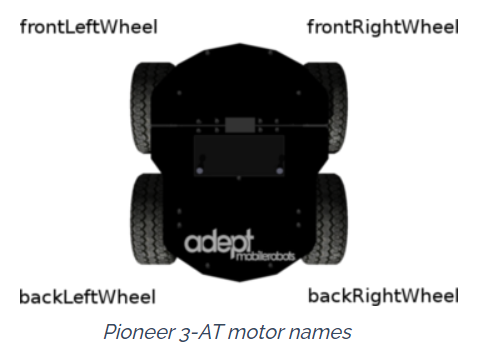 frontLeftWheel frontRightWheel
adept
mobilerobots
backLeftWheel backRightWheel
Pioneer 3-AT motor names